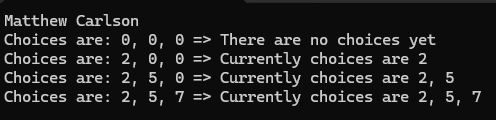 Matthew Carlson
Choices are: 0, 0, 0 => There are no choices yet
Choices are: 2, 0, 0 => Currently choices are 2
Choices are: 2, 5, 0 => Currently choices are 2, 5
Choices are: 2, 5, 7 => Currently choices are 2, 5, 7